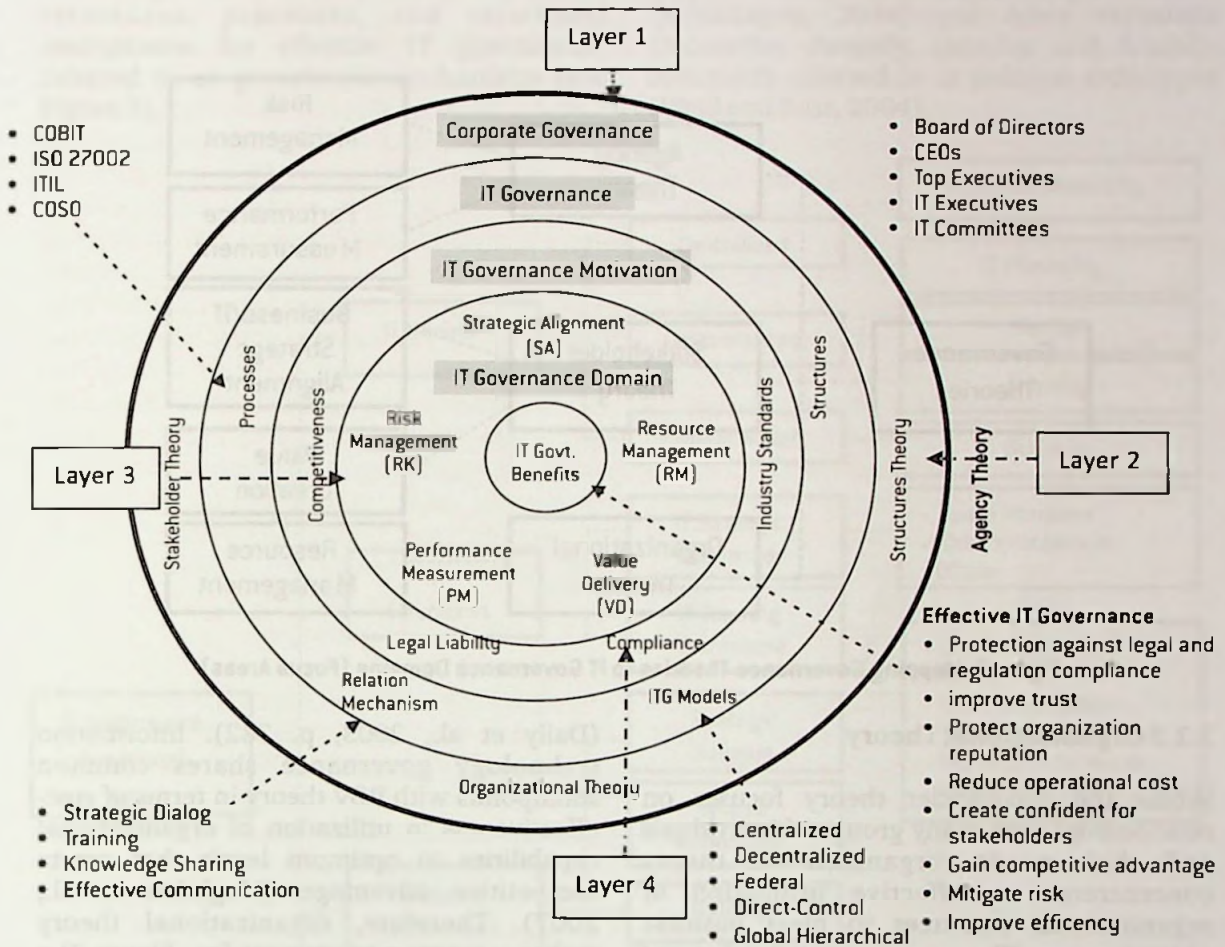 Layer 1
Corporate Governance
IT Governance
IT Governance Motivation
Strategic Alignment
(SA)
IT Governance Domain
Risk
Management
(RK)
IT Govt.
Benefits
Resource
Management
(RM)
Performance
Measurement
(PM)
Value
Delivery
(VD)
Legal Liability
Compliance
Relation
Mechanism
ITG Models
Organizational Theory
Stakeholder Theory
Processes
Competitiveness
Industry Standards
Structures
Structures Theory
Agency Theory
• COBIT
• ISO 27002
• ITIL
• COSO
• Board of Directors
• CEOs
• Top Executives
• IT Executives
• IT Committees
Layer 3
Layer 2
Effective IT Governance
• Protection against legal and
regulation compliance
• improve trust
• Protect organization
reputation
• Reduce operational cost
• Create confident for
stakeholders
• Gain competitive advantage
• Mitigate risk
• Improve efficency
• Strategic Dialog
• Training
• Knowledge Sharing
• Effective Communication
Layer 4
• Centralized
• Decentralized
• Federal
• Direct-Control
• Global Hierarchical